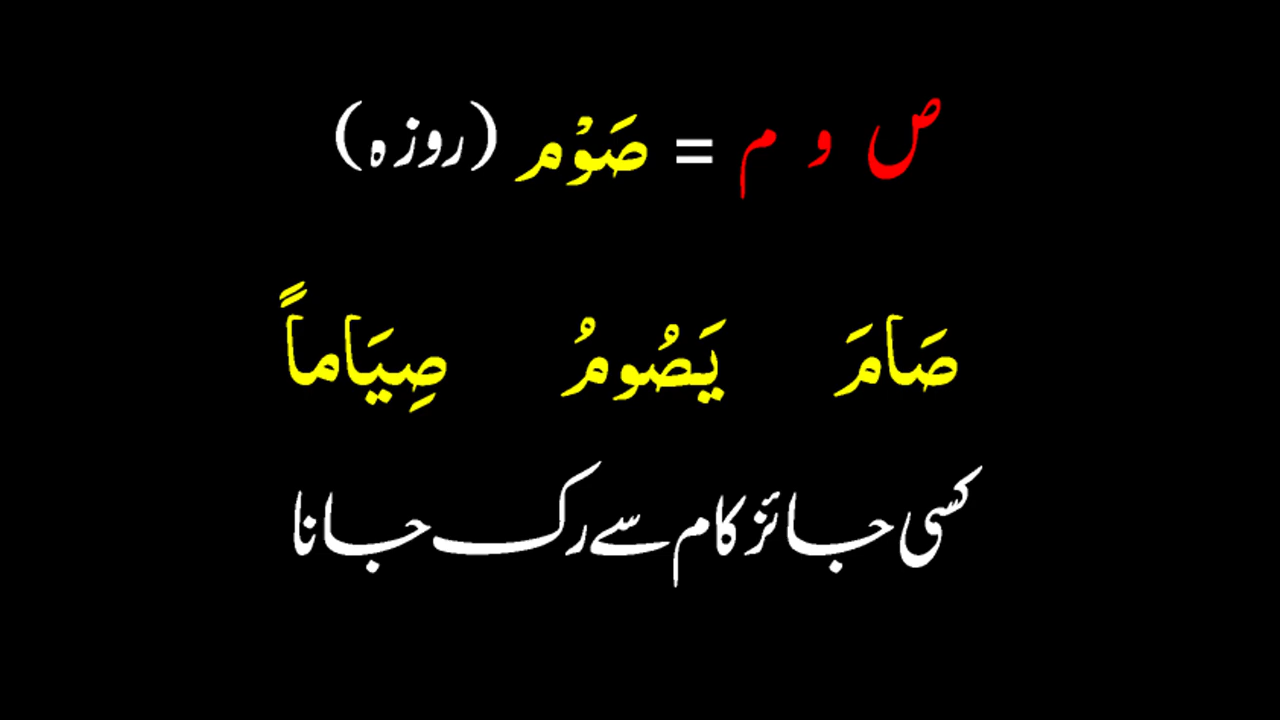 ص و م = صَوْم (روزہ)
صَامَ یَصُومُ صِیَاماً
کسی جائز کام سے رک جانا